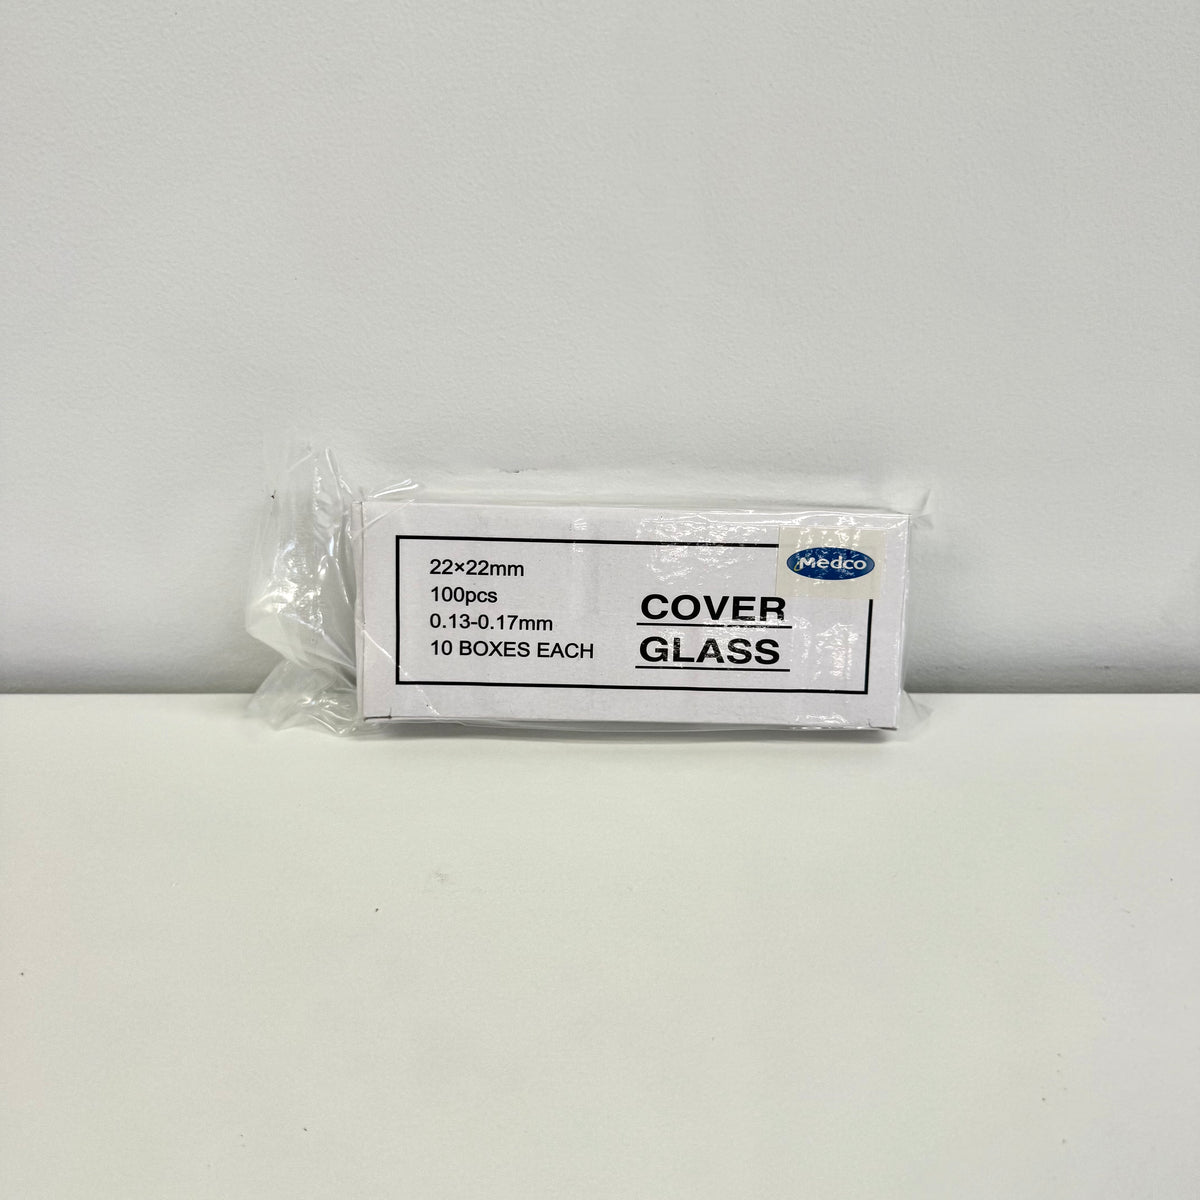 22×22mm
100pcs
0.13-0.17mm
10 BOXES EACH
COVER
GLASS
Medco